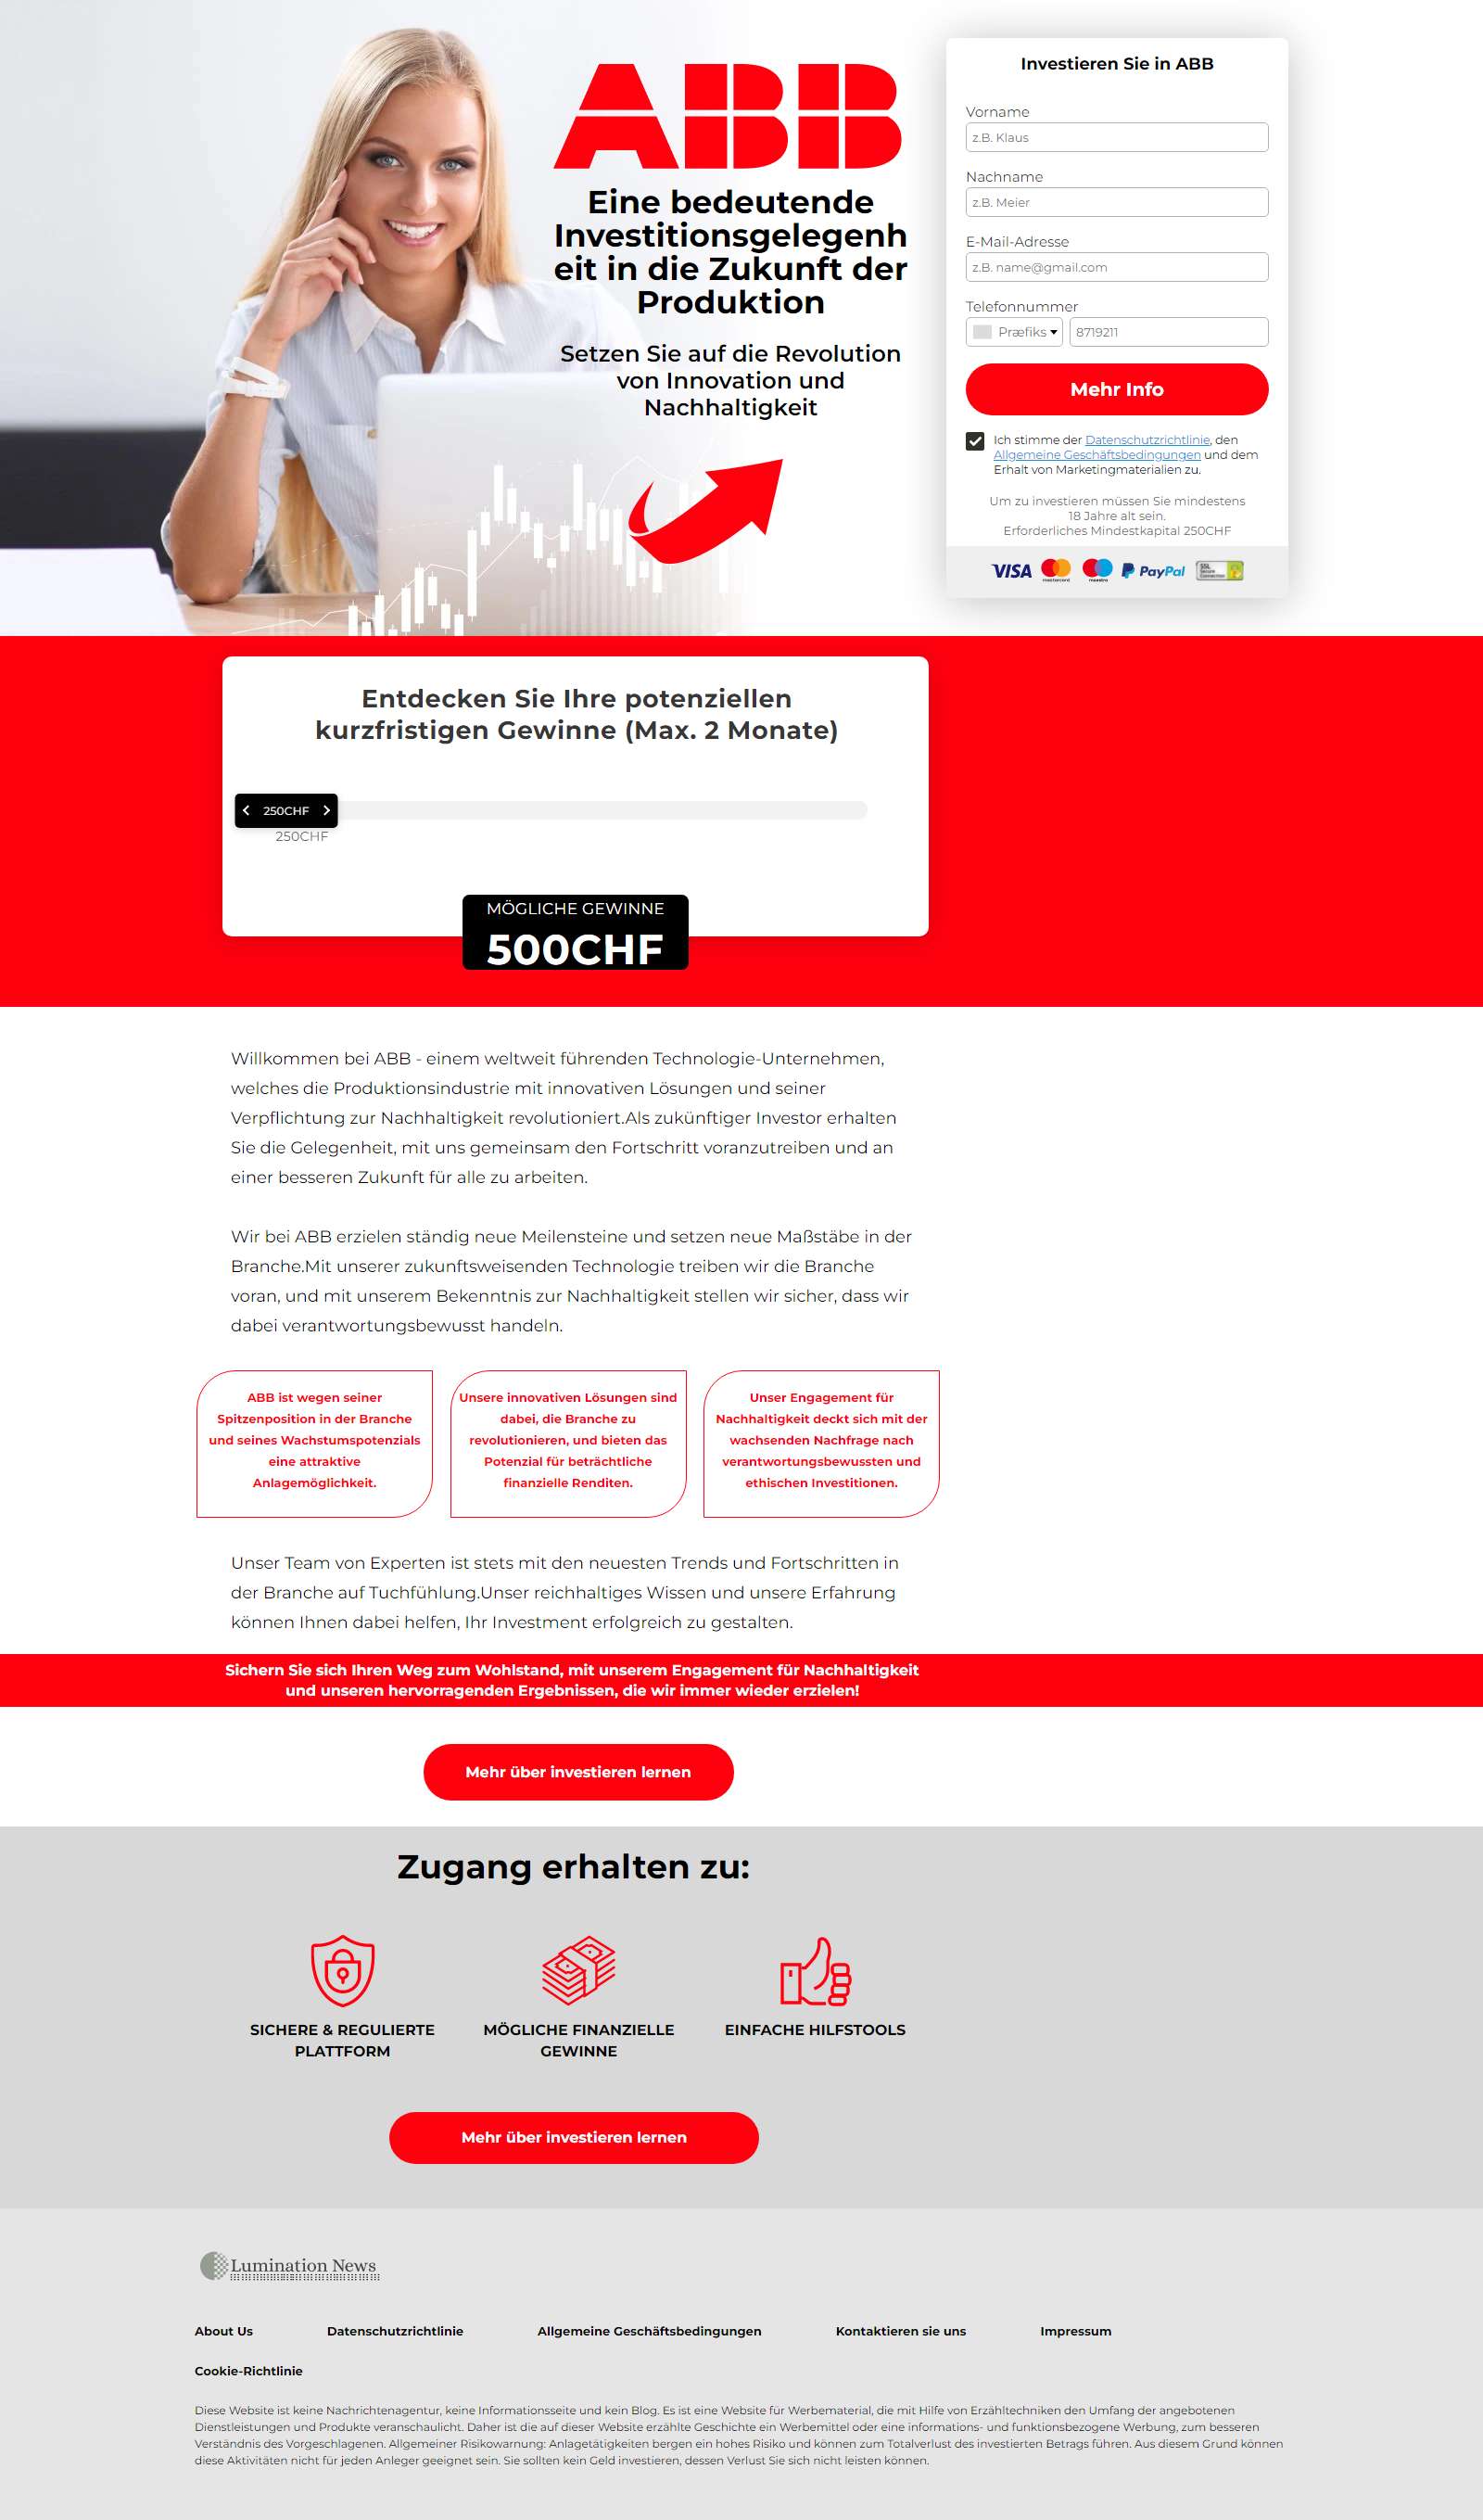 ABB
Eine bedeutende
Investitionsgelegenh
eit in die Zukunft der
Produktion
Setzen Sie auf die Revolution
von Innovation und
Nachhaltigkeit
Investieren Sie in ABB
Vorname
z.B. Klaus
Nachname
z.B. Meier
E-Mail-Adresse
z.B. name@gmail.com
Telefonnummer
Præfiks
8719211
Mehr Info
Ich stimme der Datenschutzrichtlinie, den
Allgemeine Geschäftsbedingungen und dem
Erhalt von Marketingmaterialien zu.
Um zu investieren müssen Sie mindestens
18 Jahre alt sein.
Erforderliches Mindestkapital 250CHF
VISA mastercard maestro PayPal SSL Secure Connection
Entdecken Sie Ihre potenziellen
kurzfristigen Gewinne (Max. 2 Monate)
250CHF
250CHF
MÖGLICHE GEWINNE
500CHF
Willkommen bei ABB - einem weltweit führenden Technologie-Unternehmen,
welches die Produktionsindustrie mit innovativen Lösungen und seiner
Verpflichtung zur Nachhaltigkeit revolutioniert.Als zukünftiger Investor erhalten
Sie die Gelegenheit, mit uns gemeinsam den Fortschritt voranzutreiben und an
einer besseren Zukunft für alle zu arbeiten.
Wir bei ABB erzielen ständig neue Meilensteine und setzen neue Maßstäbe in der
Branche.Mit unserer zukunftsweisenden Technologie treiben wir die Branche
voran, und mit unserem Bekenntnis zur Nachhaltigkeit stellen wir sicher, dass wir
dabei verantwortungsbewusst handeln.
ABB ist wegen seiner
Spitzenposition in der Branche
und seines Wachstumspotenzials
eine attraktive
Anlagemöglichkeit.
Unsere innovativen Lösungen sind
dabei, die Branche zu
revolutionieren, und bieten das
Potenzial für beträchtliche
finanzielle Renditen.
Unser Engagement für
Nachhaltigkeit deckt sich mit der
wachsenden Nachfrage nach
verantwortungsbewussten und
ethischen Investitionen.
Unser Team von Experten ist stets mit den neuesten Trends und Fortschritten in
der Branche auf Tuchfühlung.Unser reichhaltiges Wissen und unsere Erfahrung
können Ihnen dabei helfen, Ihr Investment erfolgreich zu gestalten.
Sichern Sie sich Ihren Weg zum Wohlstand, mit unserem Engagement für Nachhaltigkeit
und unseren hervorragenden Ergebnissen, die wir immer wieder erzielen!
Mehr über investieren lernen
Zugang erhalten zu:
SICHERE & REGULIERTE
PLATTFORM
MÖGLICHE FINANZIELLE
GEWINNE
EINFACHE HILFSTOOLS
Mehr über investieren lernen
Lumination News
About Us Datenschutzrichtlinie Allgemeine Geschäftsbedingungen Kontaktieren sie uns Impressum
Cookie-Richtlinie
Diese Website ist keine Nachrichtenagentur, keine Informationsseite und kein Blog. Es ist eine Website für Werbematerial, die mit Hilfe von Erzähltechniken den Umfang der angebotenen
Dienstleistungen und Produkte veranschaulicht. Daher ist die auf dieser Website erzählte Geschichte ein Werbemittel oder eine informations- und funktionsbezogene Werbung, zum besseren
Verständnis des Vorgeschlagenen. Allgemeiner Risikowarnung: Anlagetätigkeiten bergen ein hohes Risiko und können zum Totalverlust des investierten Betrags führen. Aus diesem Grund können
diese Aktivitäten nicht für jeden Anleger geeignet sein. Sie sollten kein Geld investieren, dessen Verlust Sie sich nicht leisten können.